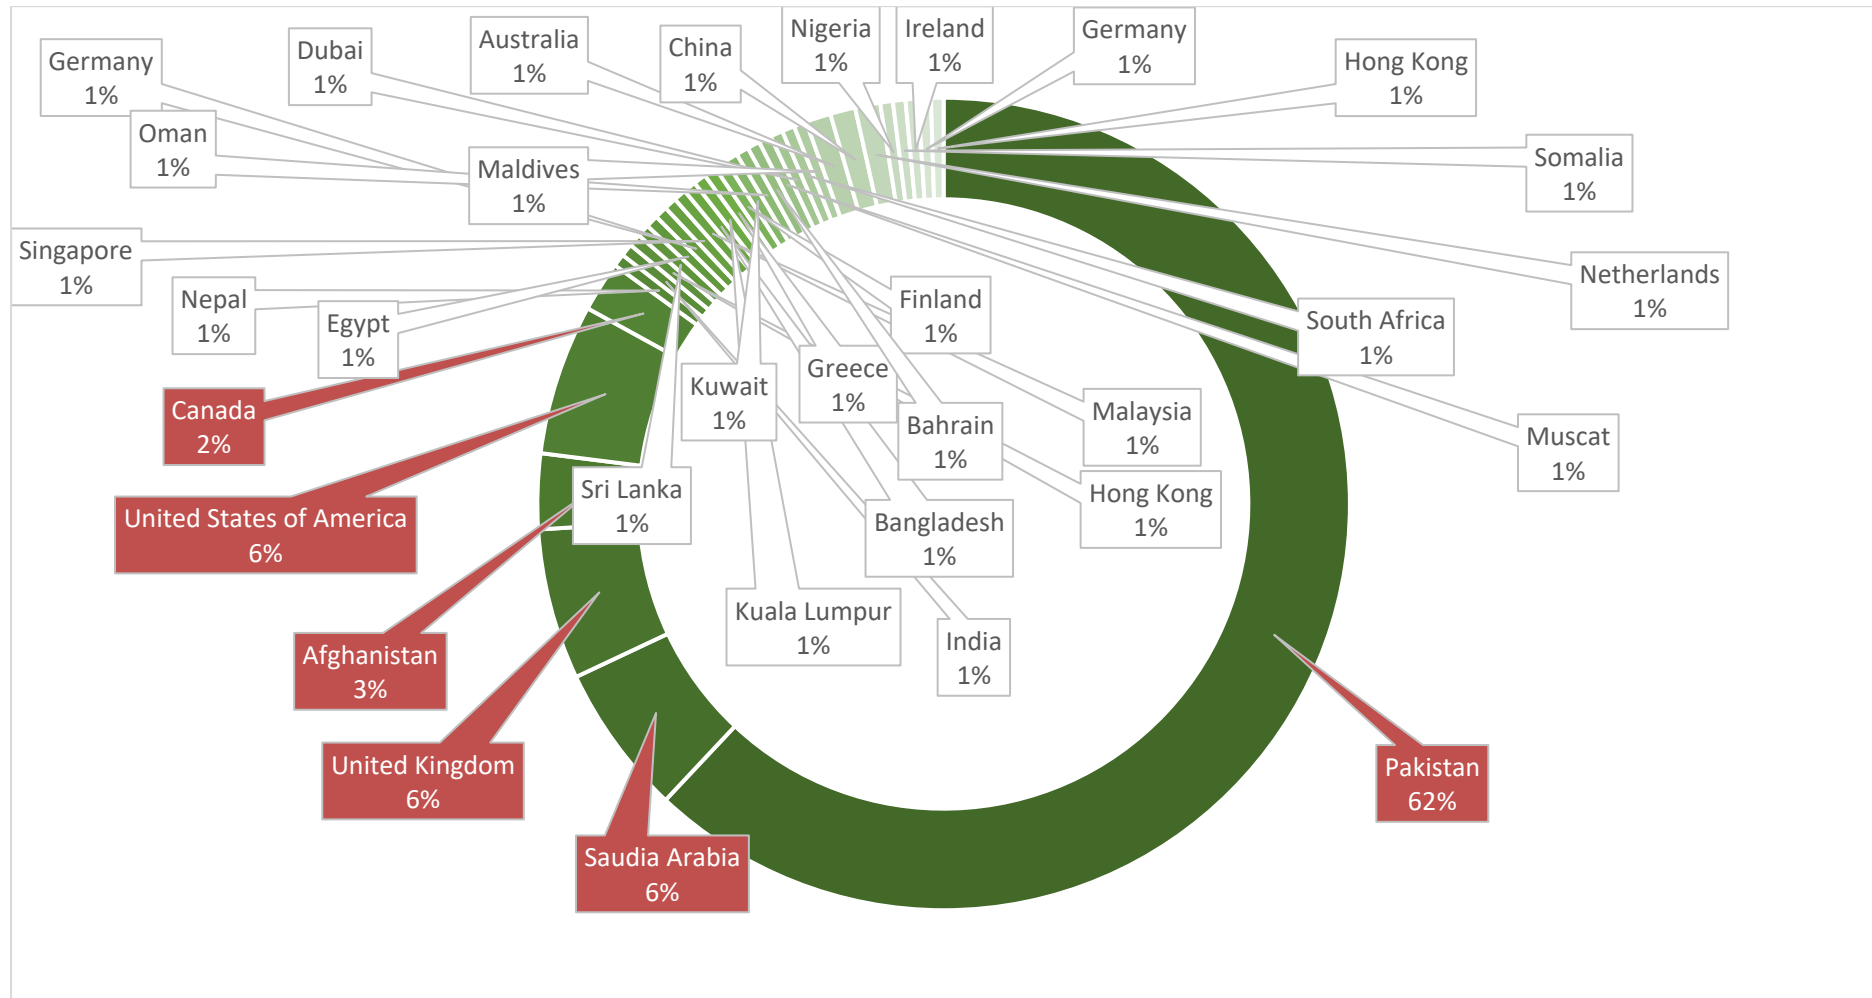 Germany
1%
Dubai
1%
Australia
1%
China
1%
Nigeria
1%
Ireland
1%
Germany
1%
Hong Kong
1%
Oman
1%
Maldives
1%
Somalia
1%
Singapore
1%
Nepal
1%
Egypt
1%
Finland
1%
South Africa
1%
Netherlands
1%
Canada
2%
Kuwait
1%
Greece
1%
Bahrain
1%
Malaysia
1%
Muscat
1%
United States of America
6%
Sri Lanka
1%
Bangladesh
1%
Hong Kong
1%
Afghanistan
3%
Kuala Lumpur
1%
India
1%
United Kingdom
6%
Pakistan
62%
Saudia Arabia
6%